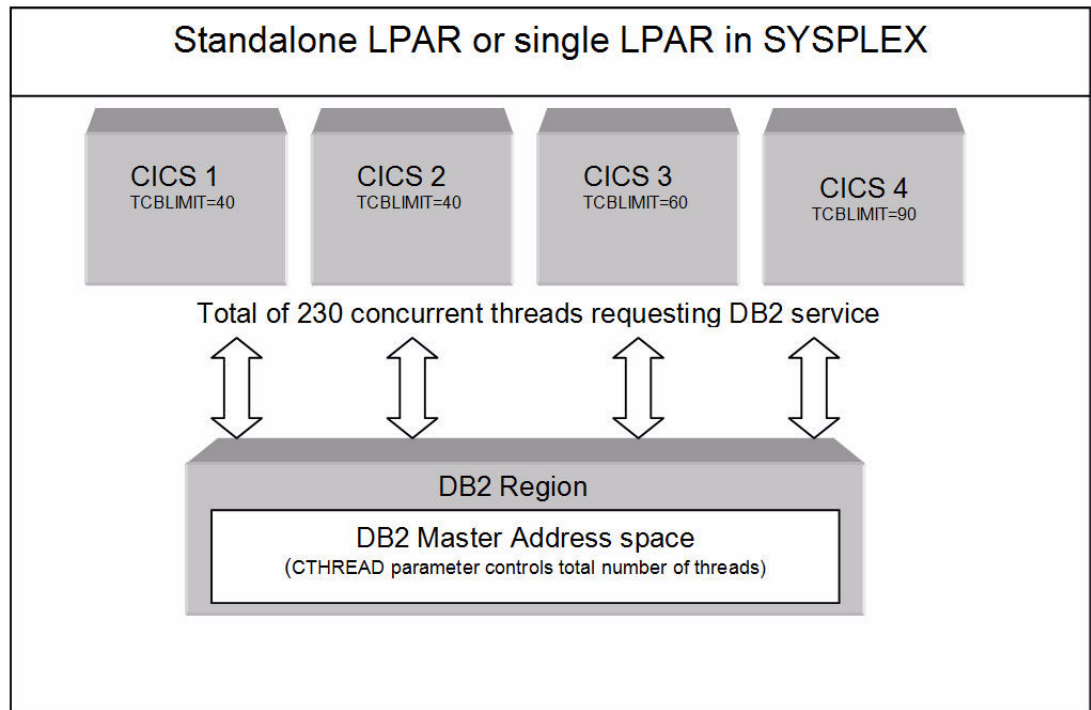 Standalone LPAR or single LPAR in SYSPLEX
CICS 1
TCBLIMIT=40
CICS 2
TCBLIMIT=40
CICS 3
TCBLIMIT=60
CICS 4
TCBLIMIT=90
Total of 230 concurrent threads requesting DB2 service
DB2 Region
DB2 Master Address space
(CTHREAD parameter controls total number of threads)